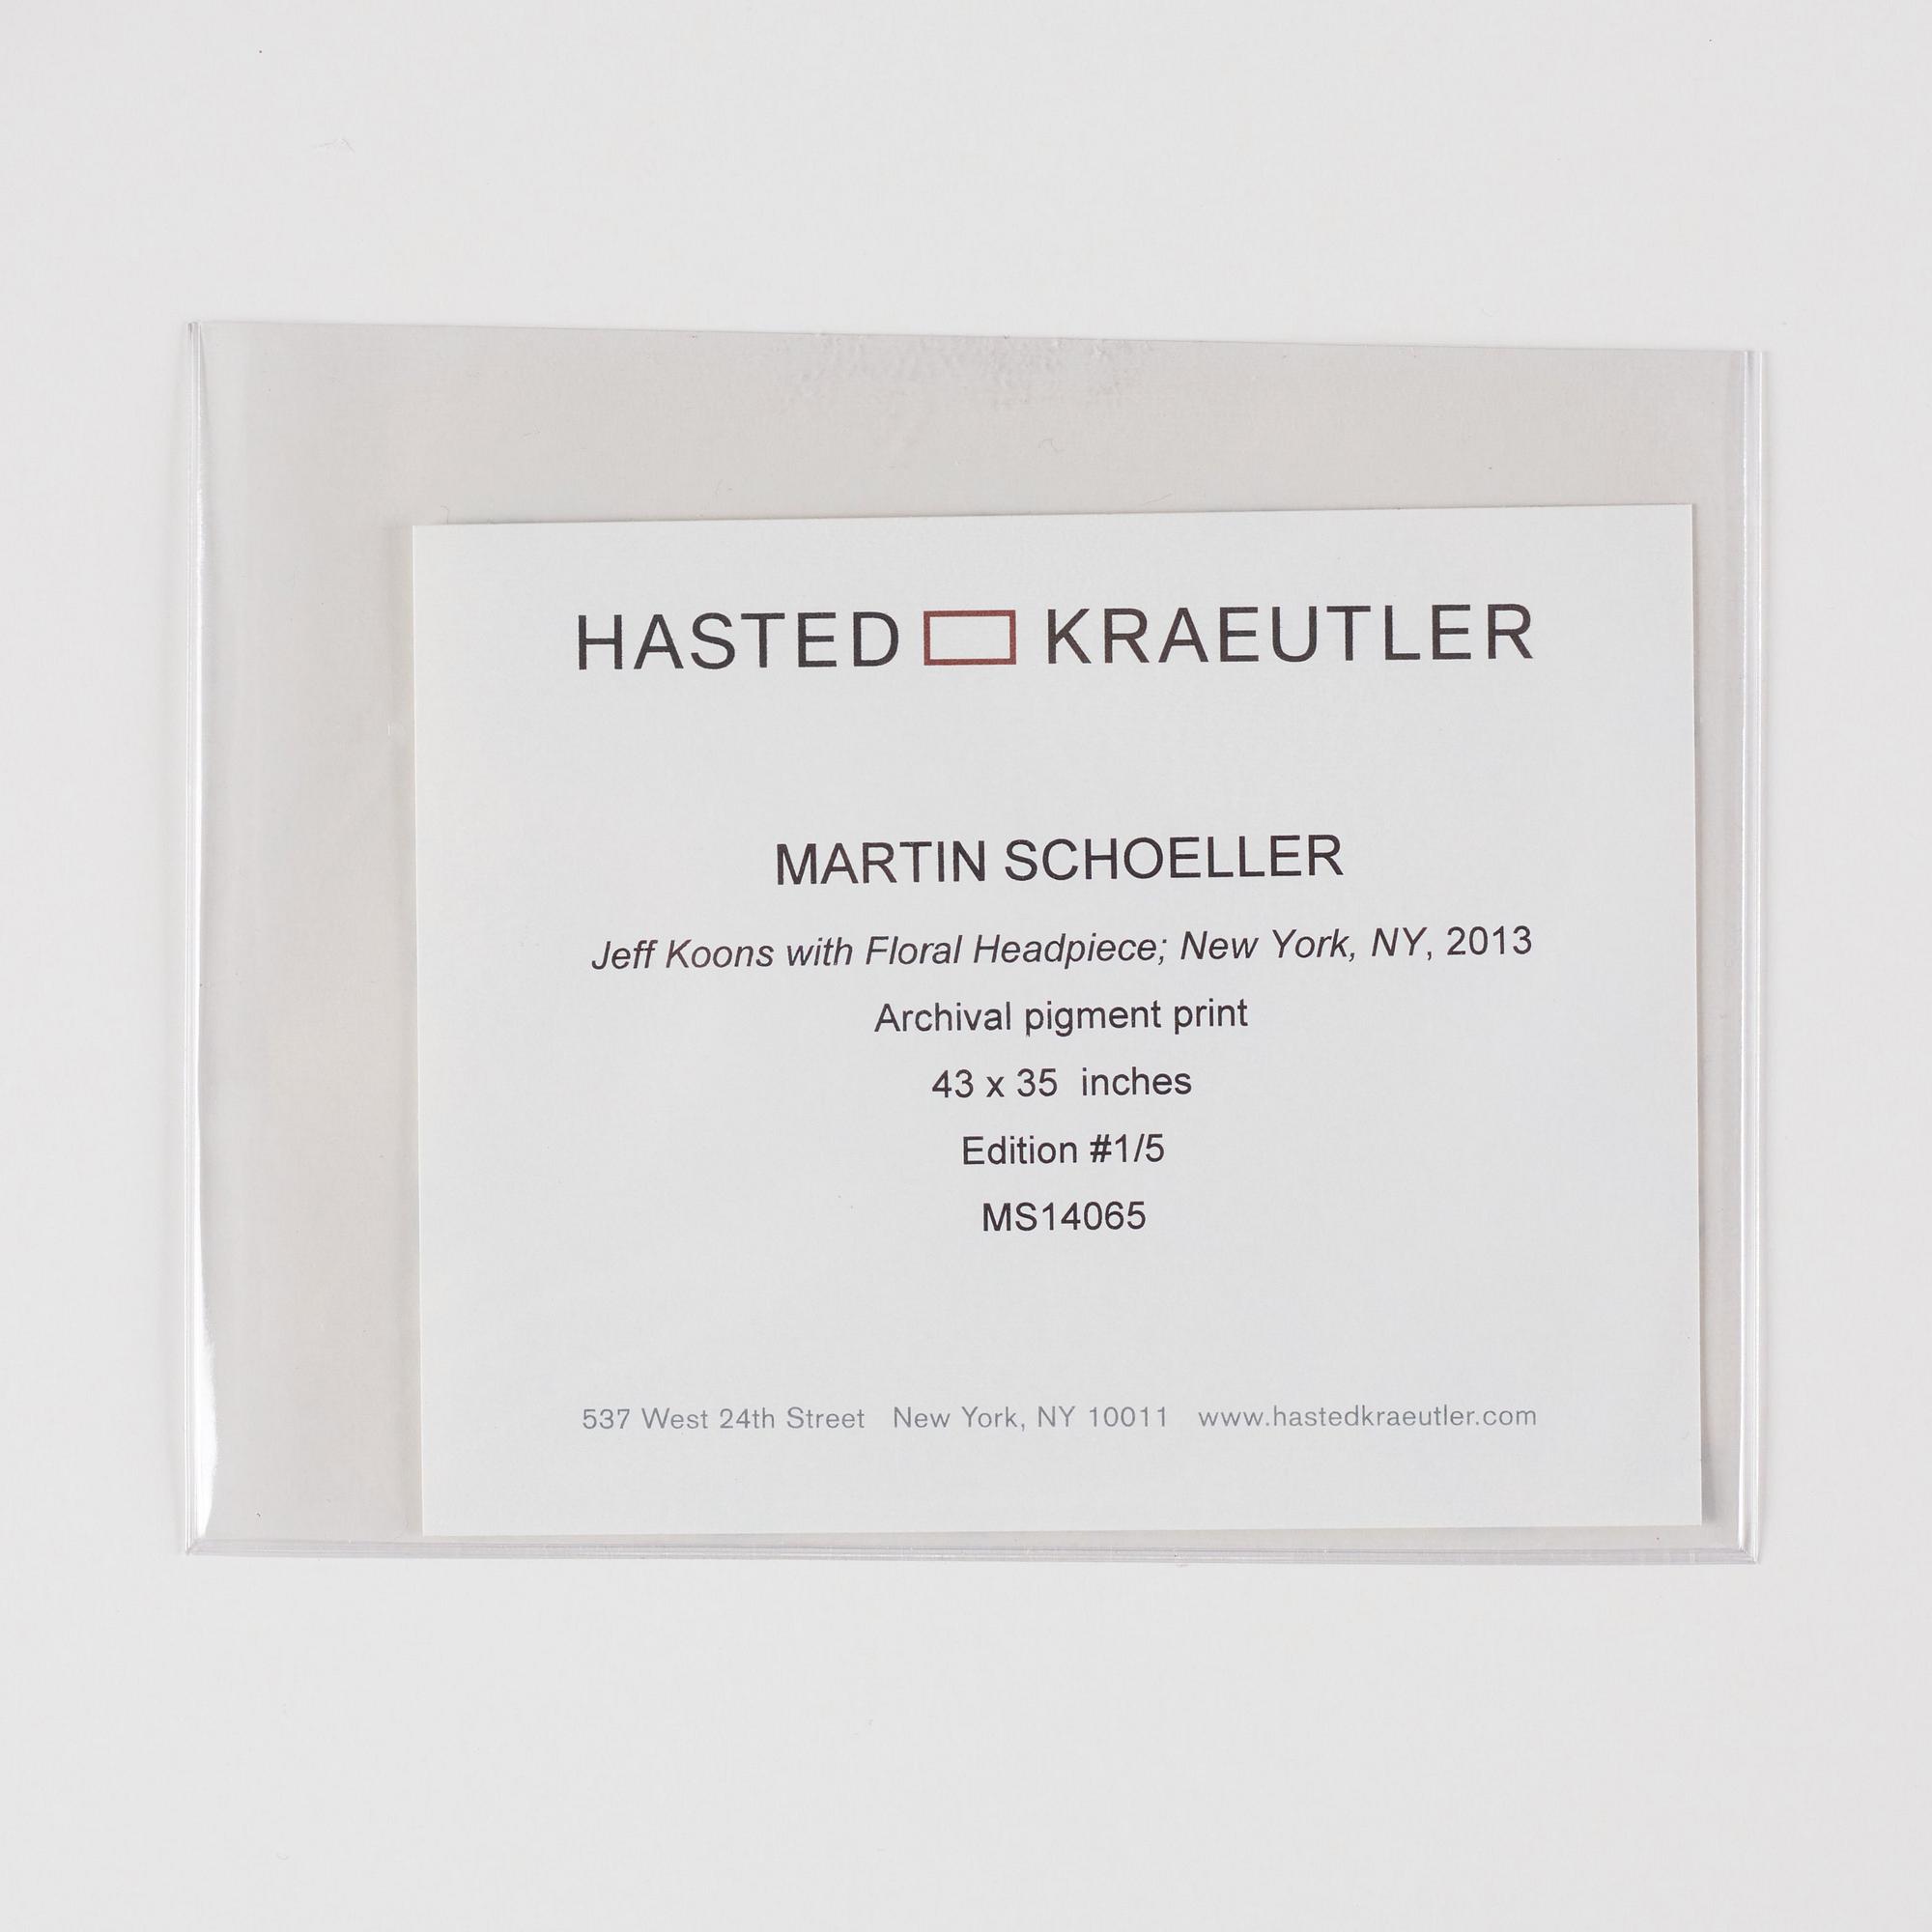 HASTED KRAEUTLER
MARTIN SCHOELLER
Jeff Koons with Floral Headpiece; New York, NY, 2013
Archival pigment print
43 x 35  inches
Edition #1/5
MS14065
537 West 24th Street   New York, NY 10011   www.hastedkraeutler.com